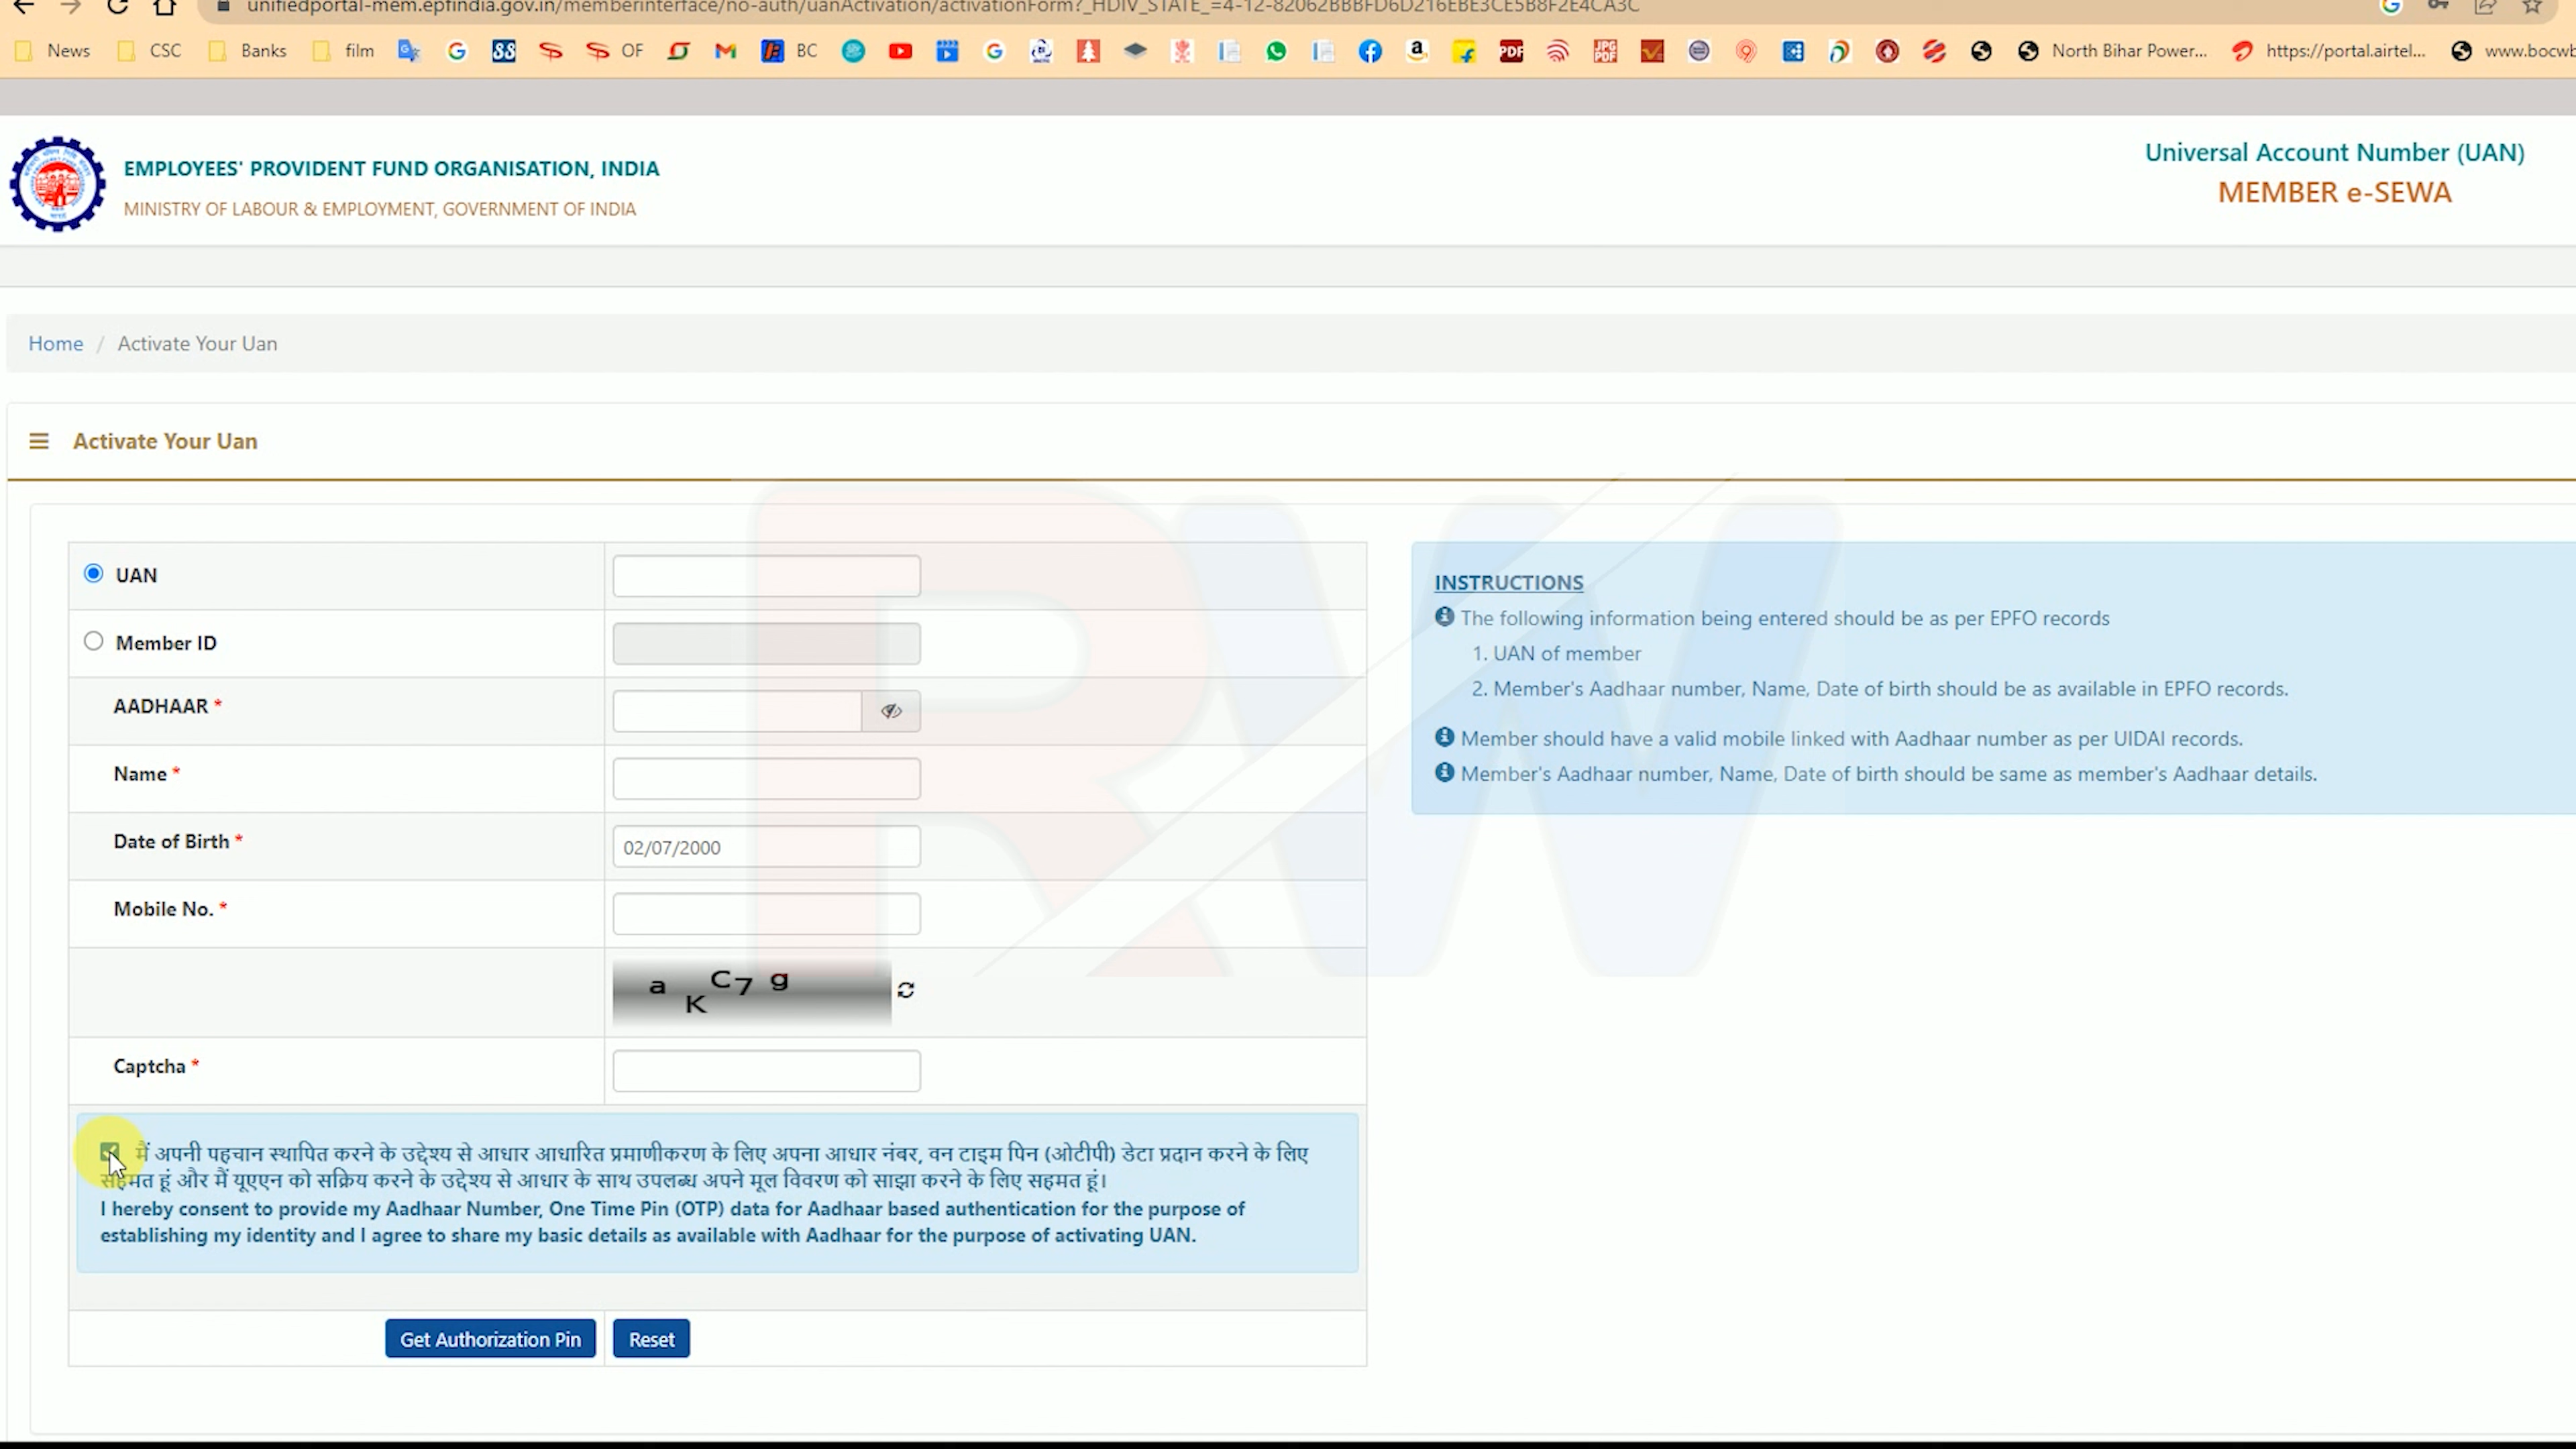 unifiedportal-mem.epfindia.gov.in/memberinterface/no-auth/uanActivation/activationForm?_HDIV_STATE_=4-12-82062BBBFD6D216EBE3CE5B8F2E4CA3C
News CSC Banks film OF BC North Bihar Power... https://portal.airtel... www.bocwb
EMPLOYEES' PROVIDENT FUND ORGANISATION, INDIA
MINISTRY OF LABOUR & EMPLOYMENT, GOVERNMENT OF INDIA
Universal Account Number (UAN)
MEMBER e-SEWA
Home / Activate Your Uan
Activate Your Uan
UAN
Member ID
AADHAAR *
Name *
Date of Birth *
02/07/2000
Mobile No. *
a K C 7 g
Captcha *
मैं अपनी पहचान स्थापित करने के उद्देश्य से आधार आधारित प्रमाणीकरण के लिए अपना आधार नंबर, वन टाइम पिन (ओटीपी) डेटा प्रदान करने के लिए
सहमत हूं और मैं यूएएन को सक्रिय करने के उद्देश्य से आधार के साथ उपलब्ध अपने मूल विवरण को साझा करने के लिए सहमत हूं।
I hereby consent to provide my Aadhaar Number, One Time Pin (OTP) data for Aadhaar based authentication for the purpose of
establishing my identity and I agree to share my basic details as available with Aadhaar for the purpose of activating UAN.
Get Authorization Pin
Reset
INSTRUCTIONS
The following information being entered should be as per EPFO records
1. UAN of member
2. Member's Aadhaar number, Name, Date of birth should be as available in EPFO records.
Member should have a valid mobile linked with Aadhaar number as per UIDAI records.
Member's Aadhaar number, Name, Date of birth should be same as member's Aadhaar details.
RW